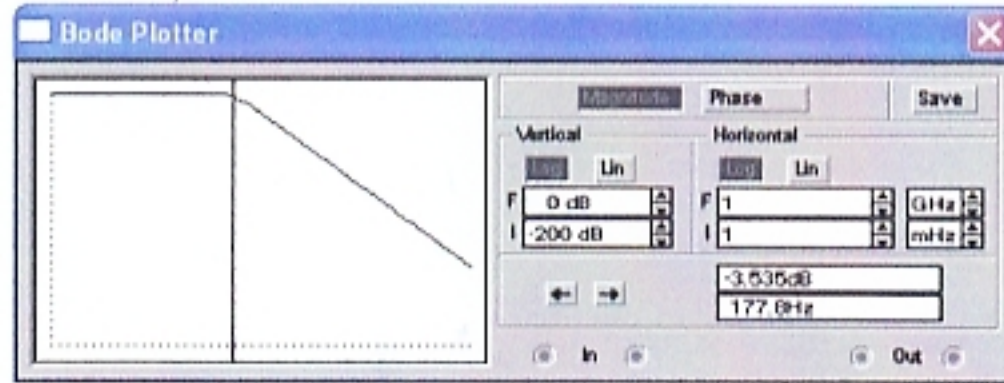 Bode Plotter
Magnitude Phase Save
Vertical Horizontal
Log Lin Log Lin
F 0 dB F 1 GHz
I -200 dB I 1 mHz
-3.535dB
177.8Hz
In Out